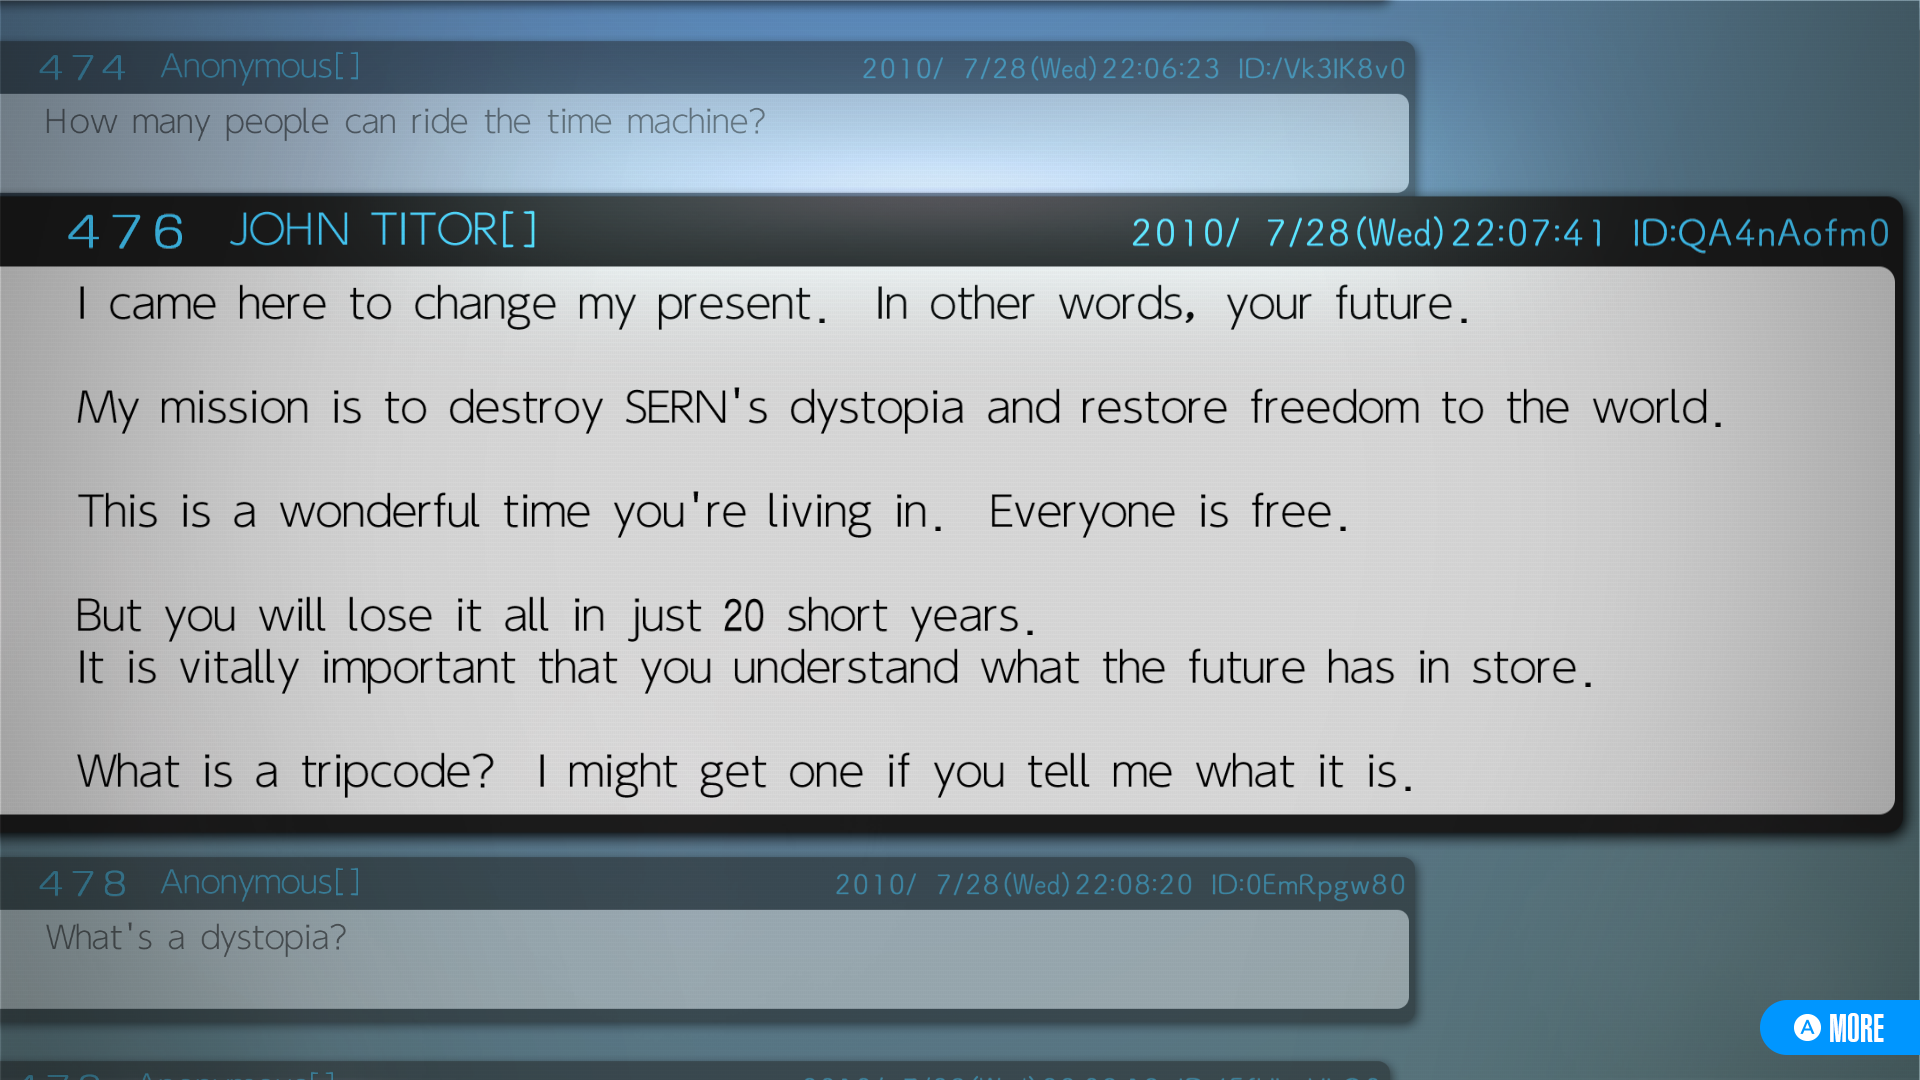 474 Anonymous[] 2010/ 7/28(Wed)22:06:23 ID:/Vk3IK8v0
How many people can ride the time machine?
476 JOHN TITOR[] 2010/ 7/28(Wed)22:07:41 ID:QA4nAofm0
I came here to change my present. In other words, your future.
My mission is to destroy SERN's dystopia and restore freedom to the world.
This is a wonderful time you're living in. Everyone is free.
But you will lose it all in just 20 short years.
It is vitally important that you understand what the future has in store.
What is a tripcode? I might get one if you tell me what it is.
478 Anonymous[] 2010/ 7/28(Wed)22:08:20 ID:0EmRpgw80
What's a dystopia?
Anonymous[]
A MORE